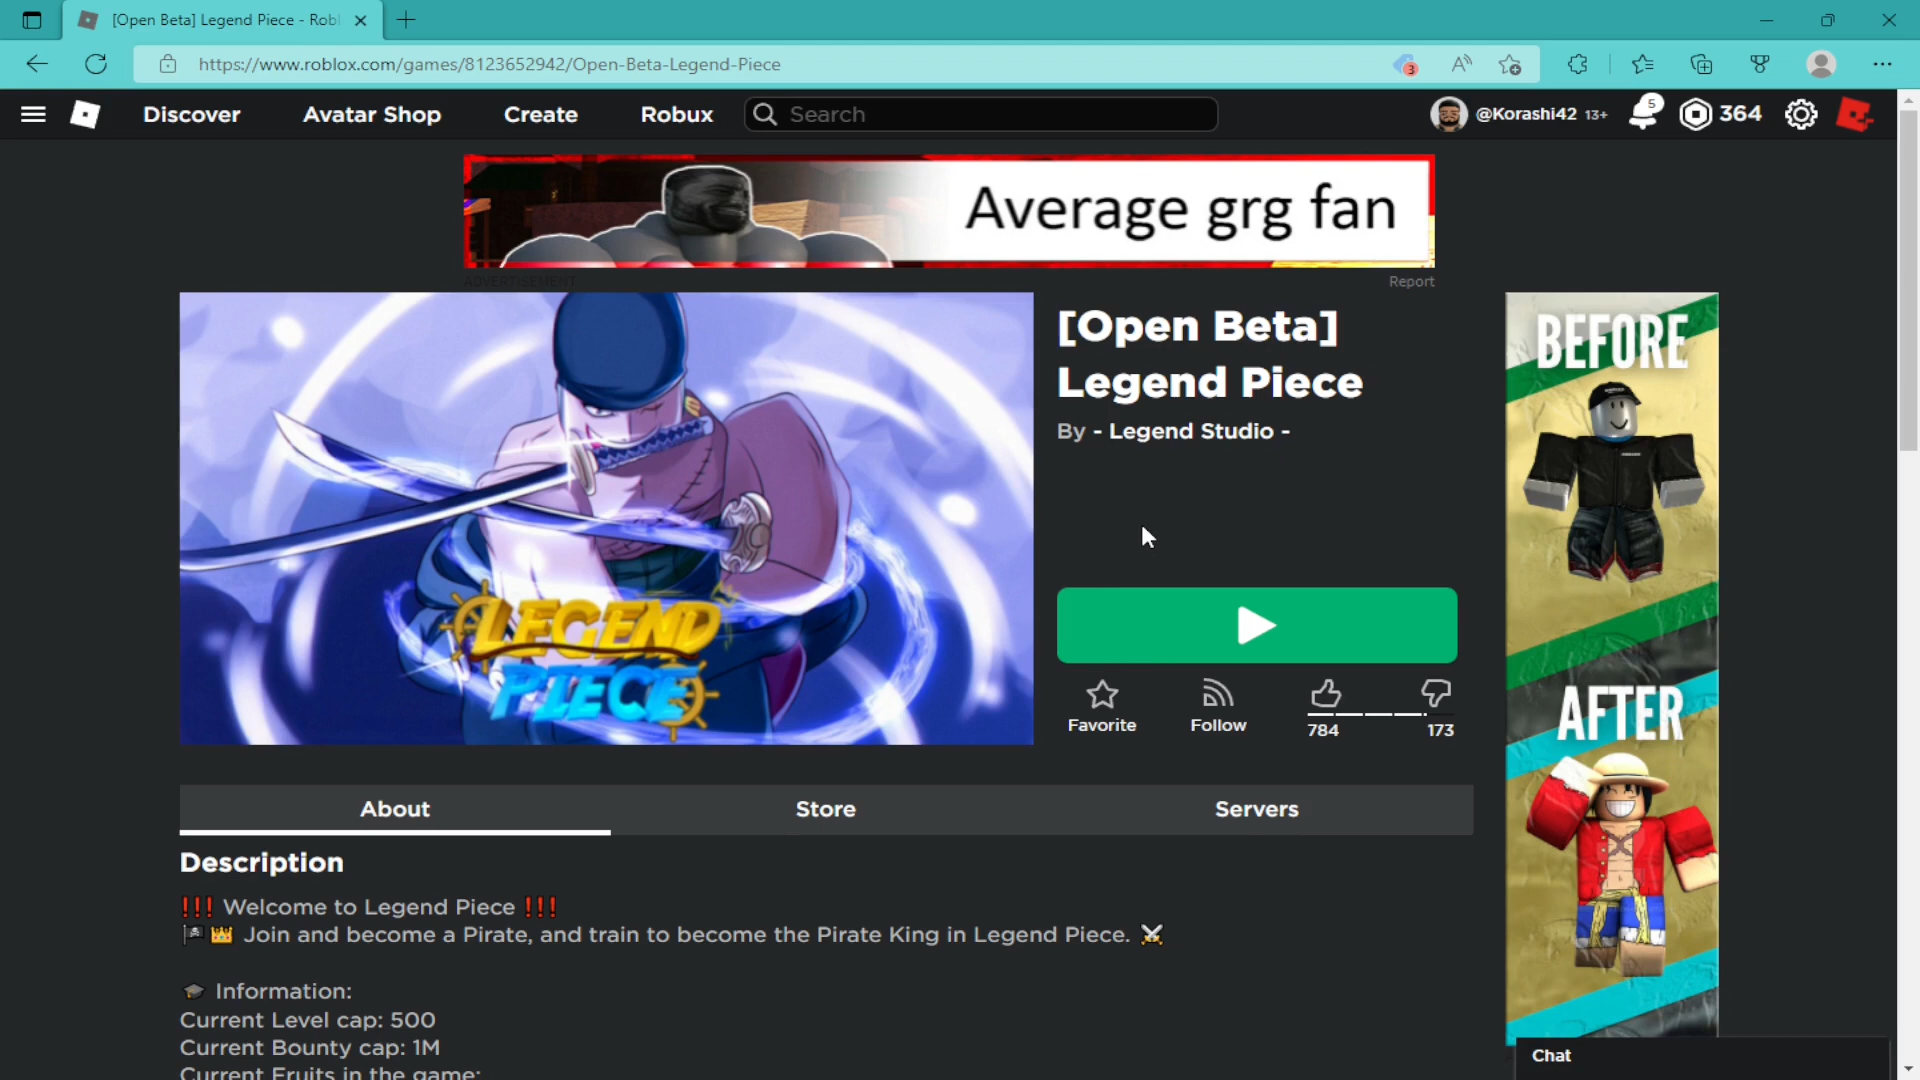 [Open Beta] Legend Piece - Robl
https://www.roblox.com/games/8123652942/Open-Beta-Legend-Piece
3
Discover
Avatar Shop
Create
Robux
Search
@Korashi42 13+
5
364
Average grg fan
ADVERTISEMENT
Report
[Open Beta]
Legend Piece
By - Legend Studio -
LEGEND
PIECE
Favorite
Follow
784
173
BEFORE
AFTER
About
Store
Servers
Description
!!! Welcome to Legend Piece !!!
🏴‍☠️👑 Join and become a Pirate, and train to become the Pirate King in Legend Piece. ⚔️
🎓 Information:
Current Level cap: 500
Current Bounty cap: 1M
Current Fruits in the game:
Chat